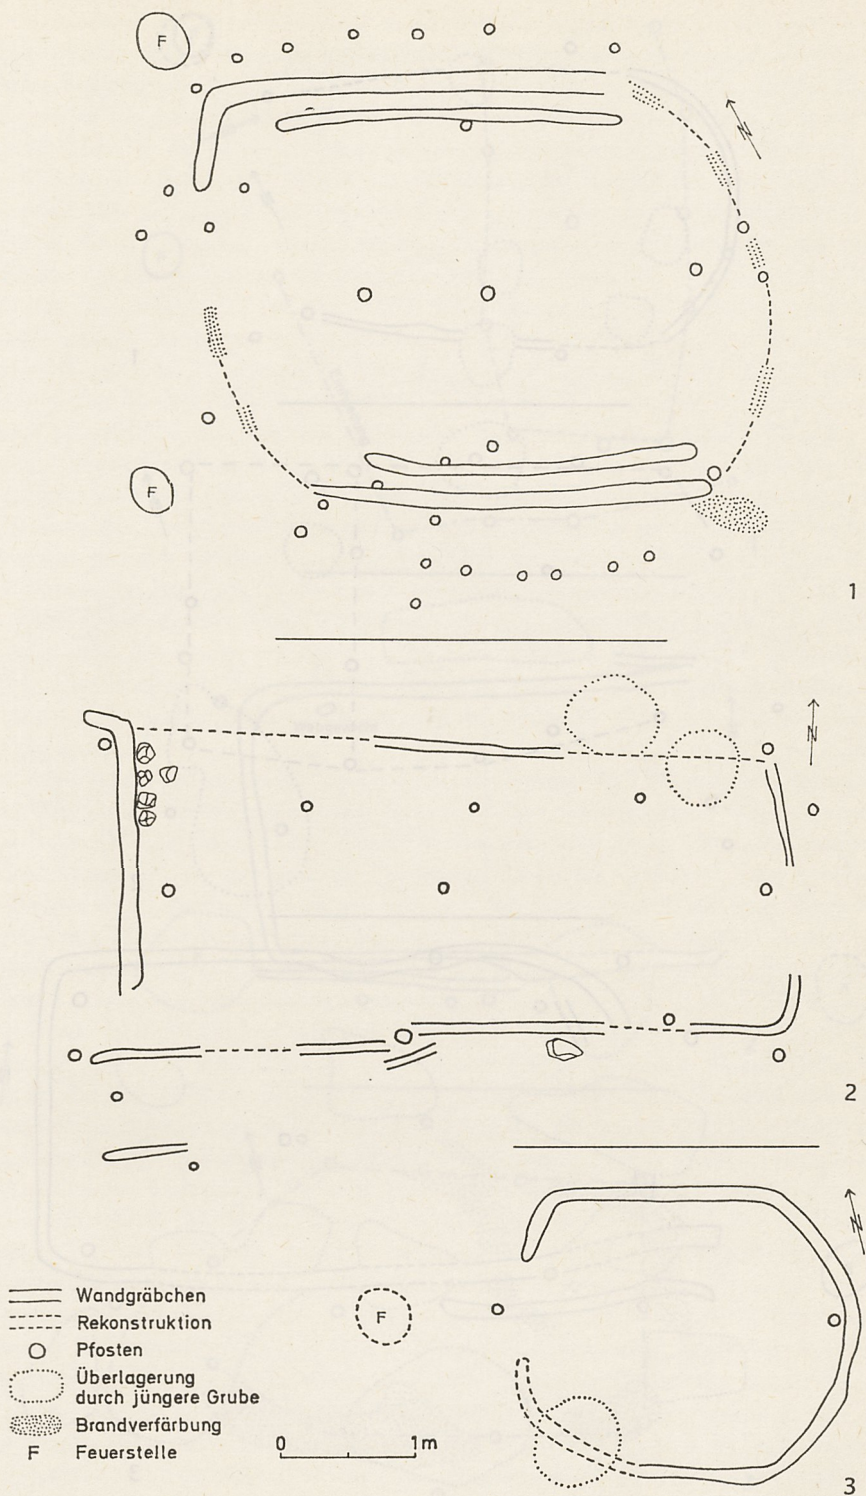 F
N
F
1
N
2
N
F
3
Wandgräbchen
Rekonstruktion
Pfosten
Überlagerung
durch jüngere Grube
Brandverfärbung
F Feuerstelle
0 1m